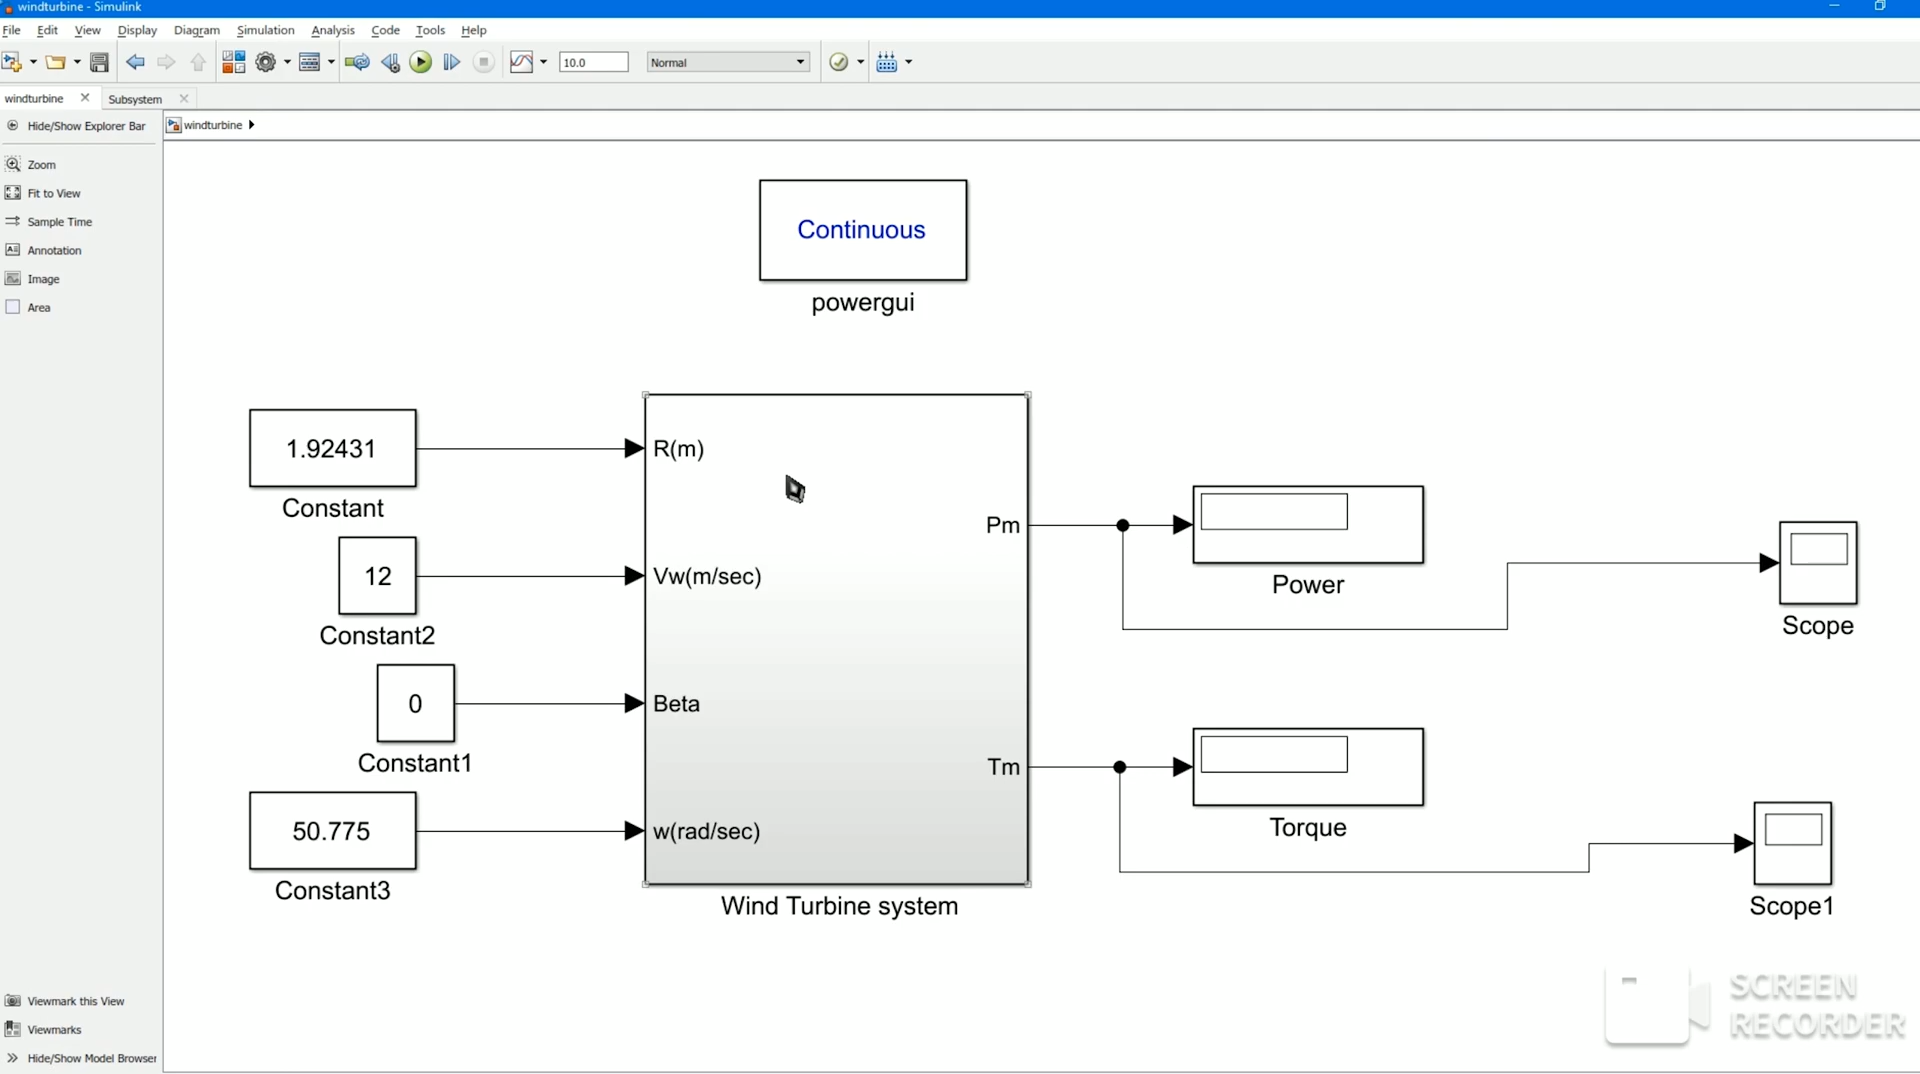 windturbine - Simulink
File Edit View Display Diagram Simulation Analysis Code Tools Help
10.0 Normal
windturbine Subsystem
Hide/Show Explorer Bar
windturbine
Zoom
Fit to View
Sample Time
Annotation
Image
Area
Continuous
powergui
1.92431
Constant
12
Constant2
0
Constant1
50.775
Constant3
R(m)
Vw(m/sec)
Beta
w(rad/sec)
Pm
Tm
Wind Turbine system
Power
Torque
Scope
Scope1
Viewmark this View
Viewmarks
Hide/Show Model Browser
SCREEN
RECORDER